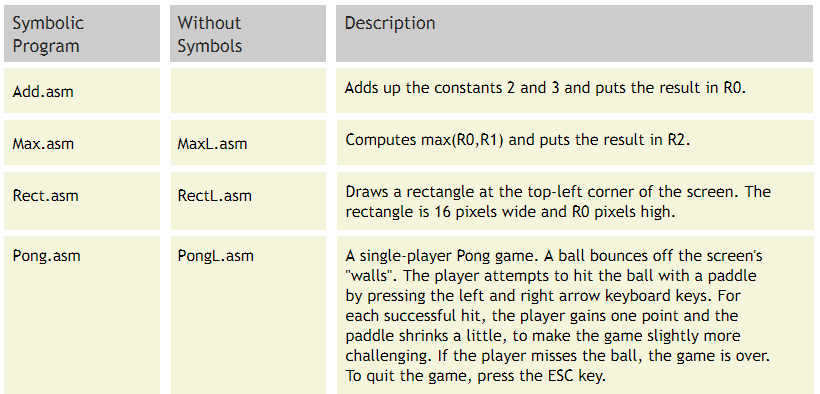 Symbolic Program
Without Symbols
Description
Add.asm
Adds up the constants 2 and 3 and puts the result in R0.
Max.asm
MaxL.asm
Computes max(R0,R1) and puts the result in R2.
Rect.asm
RectL.asm
Draws a rectangle at the top-left corner of the screen. The
rectangle is 16 pixels wide and R0 pixels high.
Pong.asm
PongL.asm
A single-player Pong game. A ball bounces off the screen's
"walls". The player attempts to hit the ball with a paddle
by pressing the left and right arrow keyboard keys. For
each successful hit, the player gains one point and the
paddle shrinks a little, to make the game slightly more
challenging. If the player misses the ball, the game is over.
To quit the game, press the ESC key.